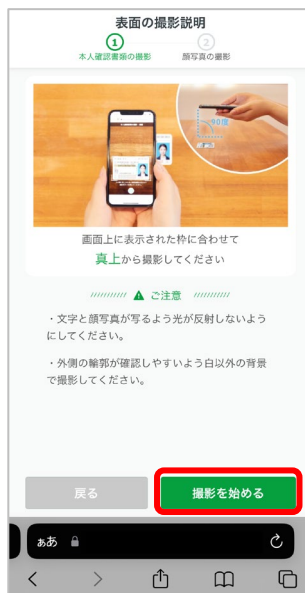 表面の撮影説明
1
2
本人確認書類の撮影
顔写真の撮影
90度
画面上に表示された枠に合わせて
真上から撮影してください
ご注意
・文字と顔写真が写るよう光が反射しないよう
にしてください。
・外側の輪郭が確認しやすいよう白以外の背景
で撮影してください。
戻る
撮影を始める
ぁあ